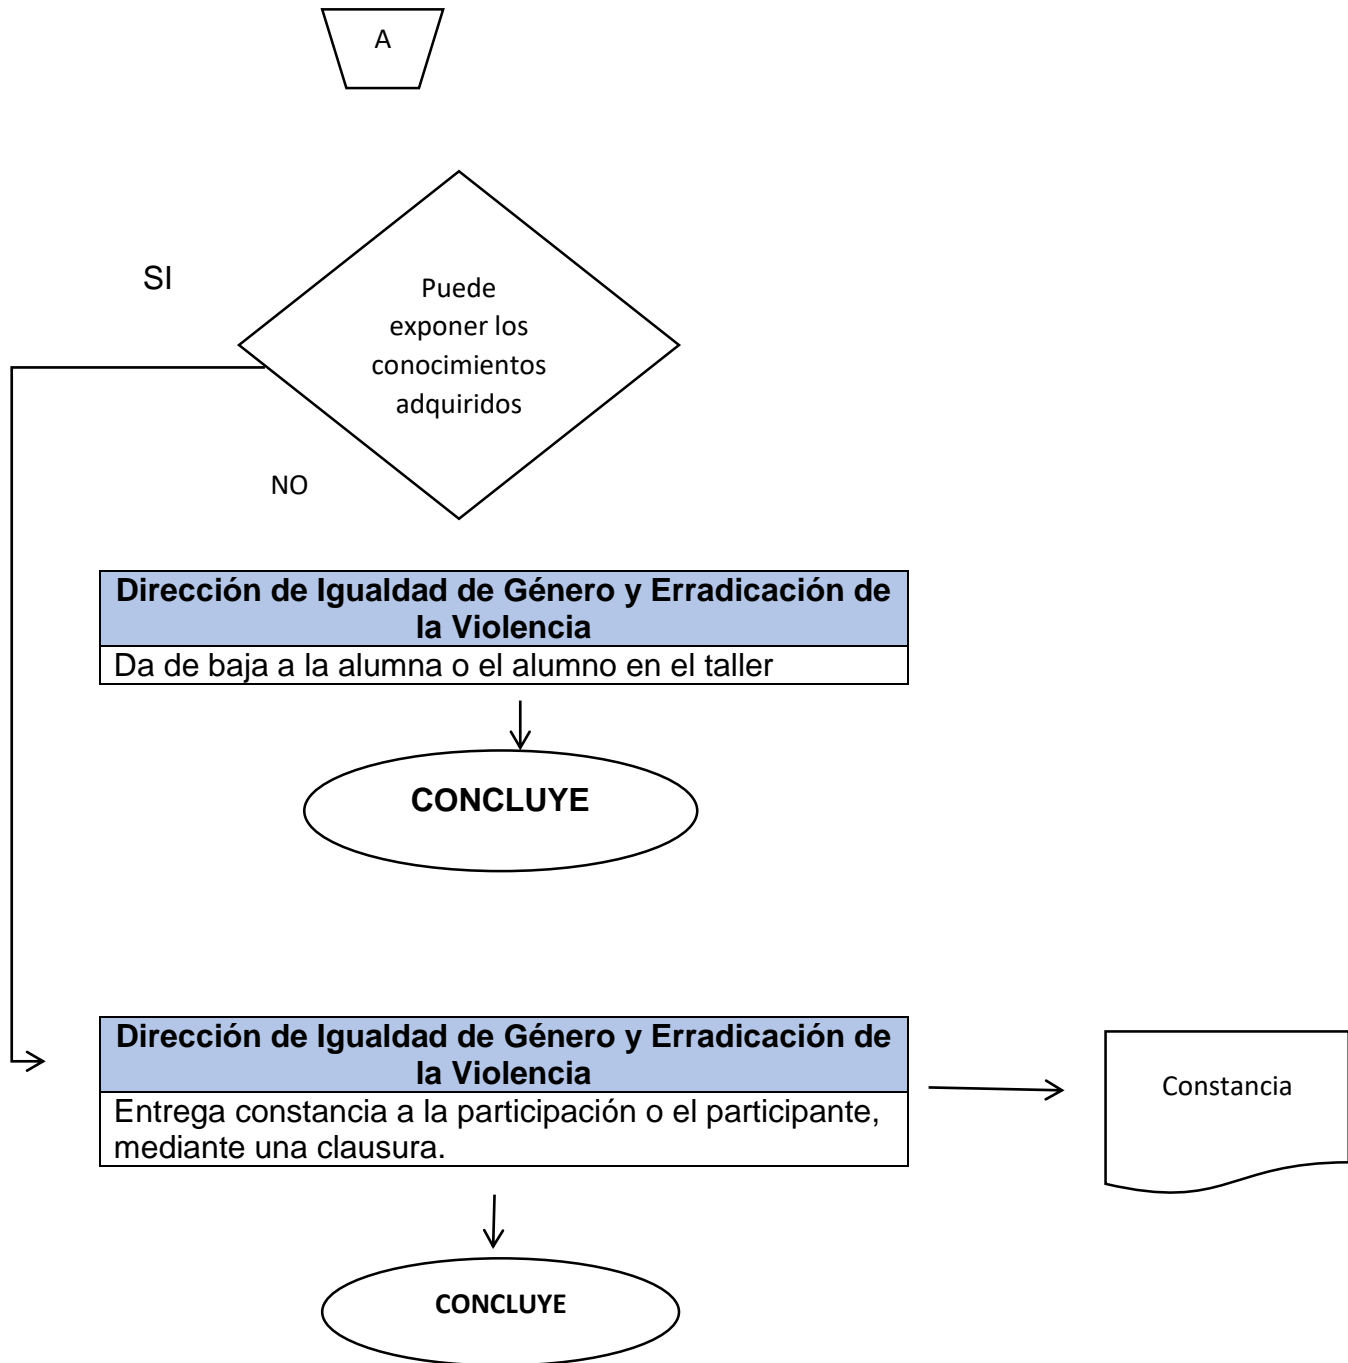 A
SI
Puede
exponer los
conocimientos
adquiridos
NO
Dirección de Igualdad de Género y Erradicación de
la Violencia
Da de baja a la alumna o el alumno en el taller
CONCLUYE
Dirección de Igualdad de Género y Erradicación de
la Violencia
Entrega constancia a la participación o el participante,
mediante una clausura.
Constancia
CONCLUYE